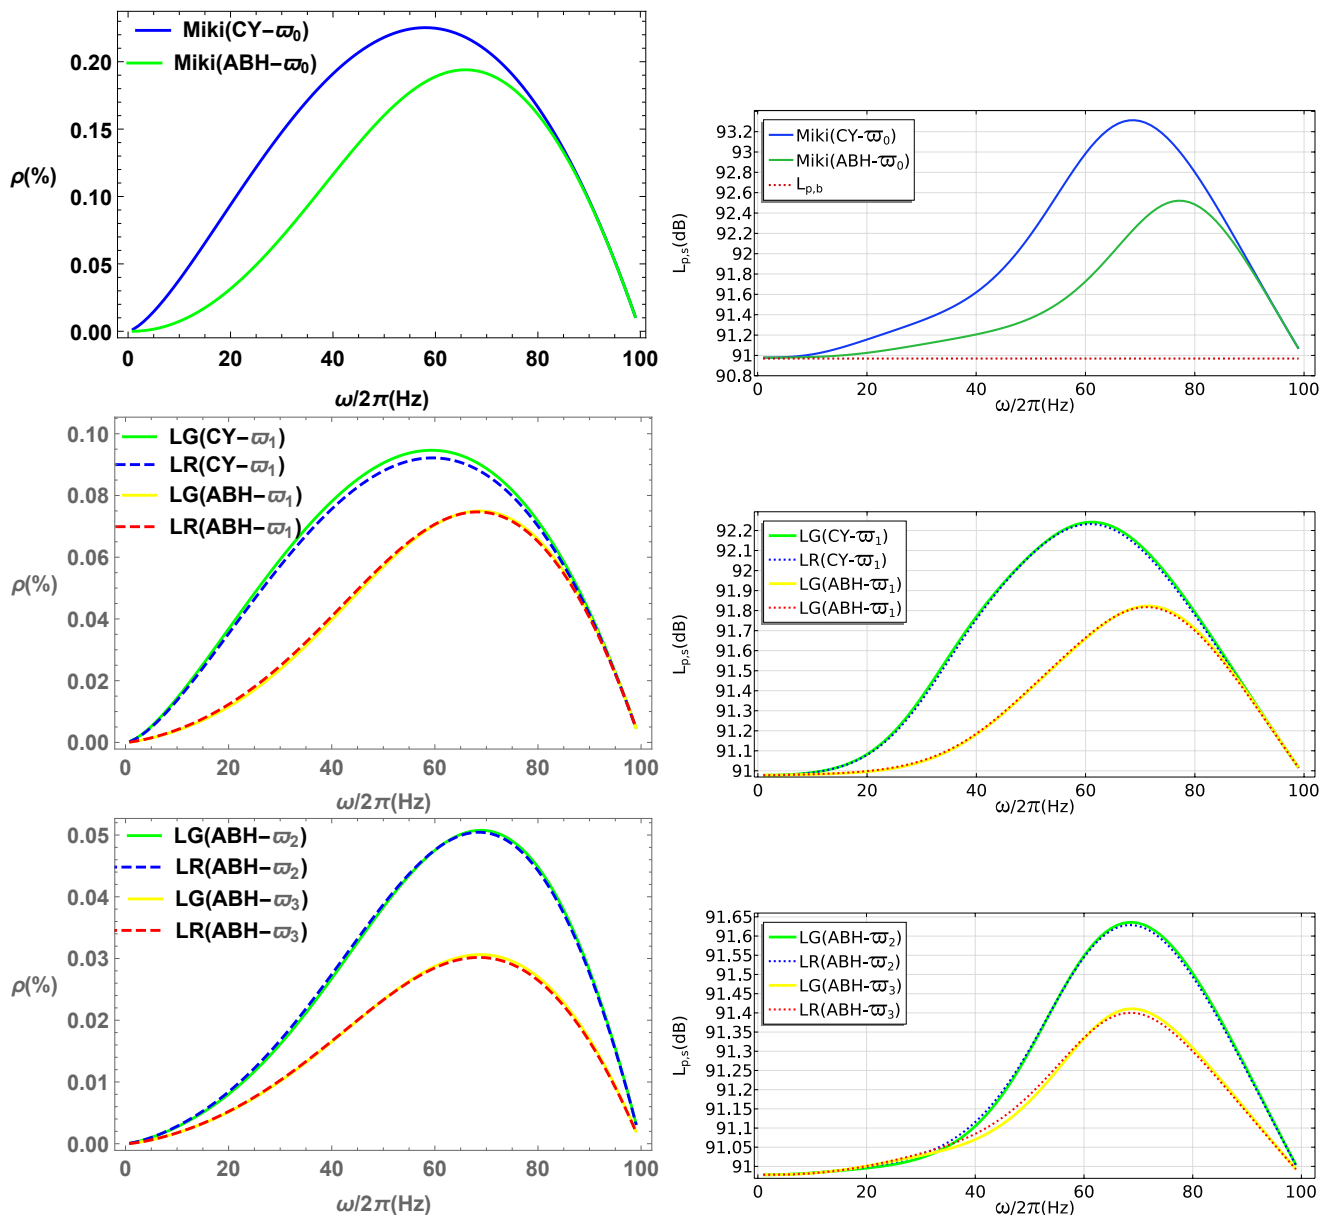 Miki(CY−ϖ₀)
Miki(ABH−ϖ₀)
0.20
0.15
0.10
0.05
0.00
ρ(%)
0 20 40 60 80 100
ω/2π(Hz)
Miki(CY-ϖ₀)
Miki(ABH-ϖ₀)
L_p,b
93.2
93
92.8
92.6
92.4
92.2
92
91.8
91.6
91.4
91.2
91
90.8
L_p,s(dB)
0 20 40 60 80 100
ω/2π(Hz)
LG(CY−ϖ₁)
LR(CY−ϖ₁)
LG(ABH−ϖ₁)
LR(ABH−ϖ₁)
0.10
0.08
0.06
0.04
0.02
0.00
ρ(%)
0 20 40 60 80 100
ω/2π(Hz)
LG(CY-ϖ₁)
LR(CY-ϖ₁)
LG(ABH-ϖ₁)
LG(ABH-ϖ₁)
92.2
92.1
92
91.9
91.8
91.7
91.6
91.5
91.4
91.3
91.2
91.1
91
L_p,s(dB)
0 20 40 60 80 100
ω/2π(Hz)
LG(ABH−ϖ₂)
LR(ABH−ϖ₂)
LG(ABH−ϖ₃)
LR(ABH−ϖ₃)
0.05
0.04
0.03
0.02
0.01
0.00
ρ(%)
0 20 40 60 80 100
ω/2π(Hz)
LG(ABH-ϖ₂)
LR(ABH-ϖ₂)
LG(ABH-ϖ₃)
LR(ABH-ϖ₃)
91.65
91.6
91.55
91.5
91.45
91.4
91.35
91.3
91.25
91.2
91.15
91.1
91.05
91
L_p,s(dB)
0 20 40 60 80 100
ω/2π(Hz)